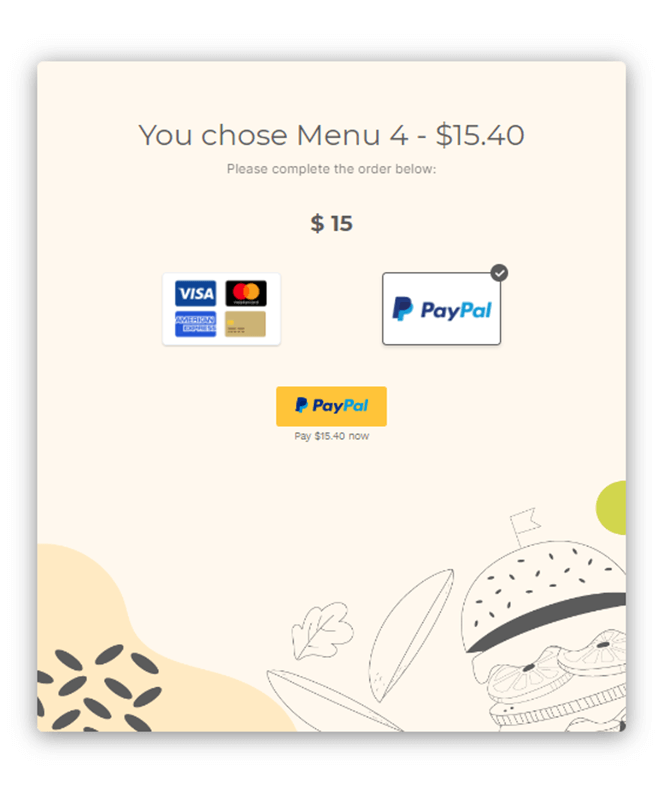 You chose Menu 4 - $15.40
Please complete the order below:
$ 15
VISA
AMERICAN
EXPRESS
PayPal
PayPal
Pay $15.40 now